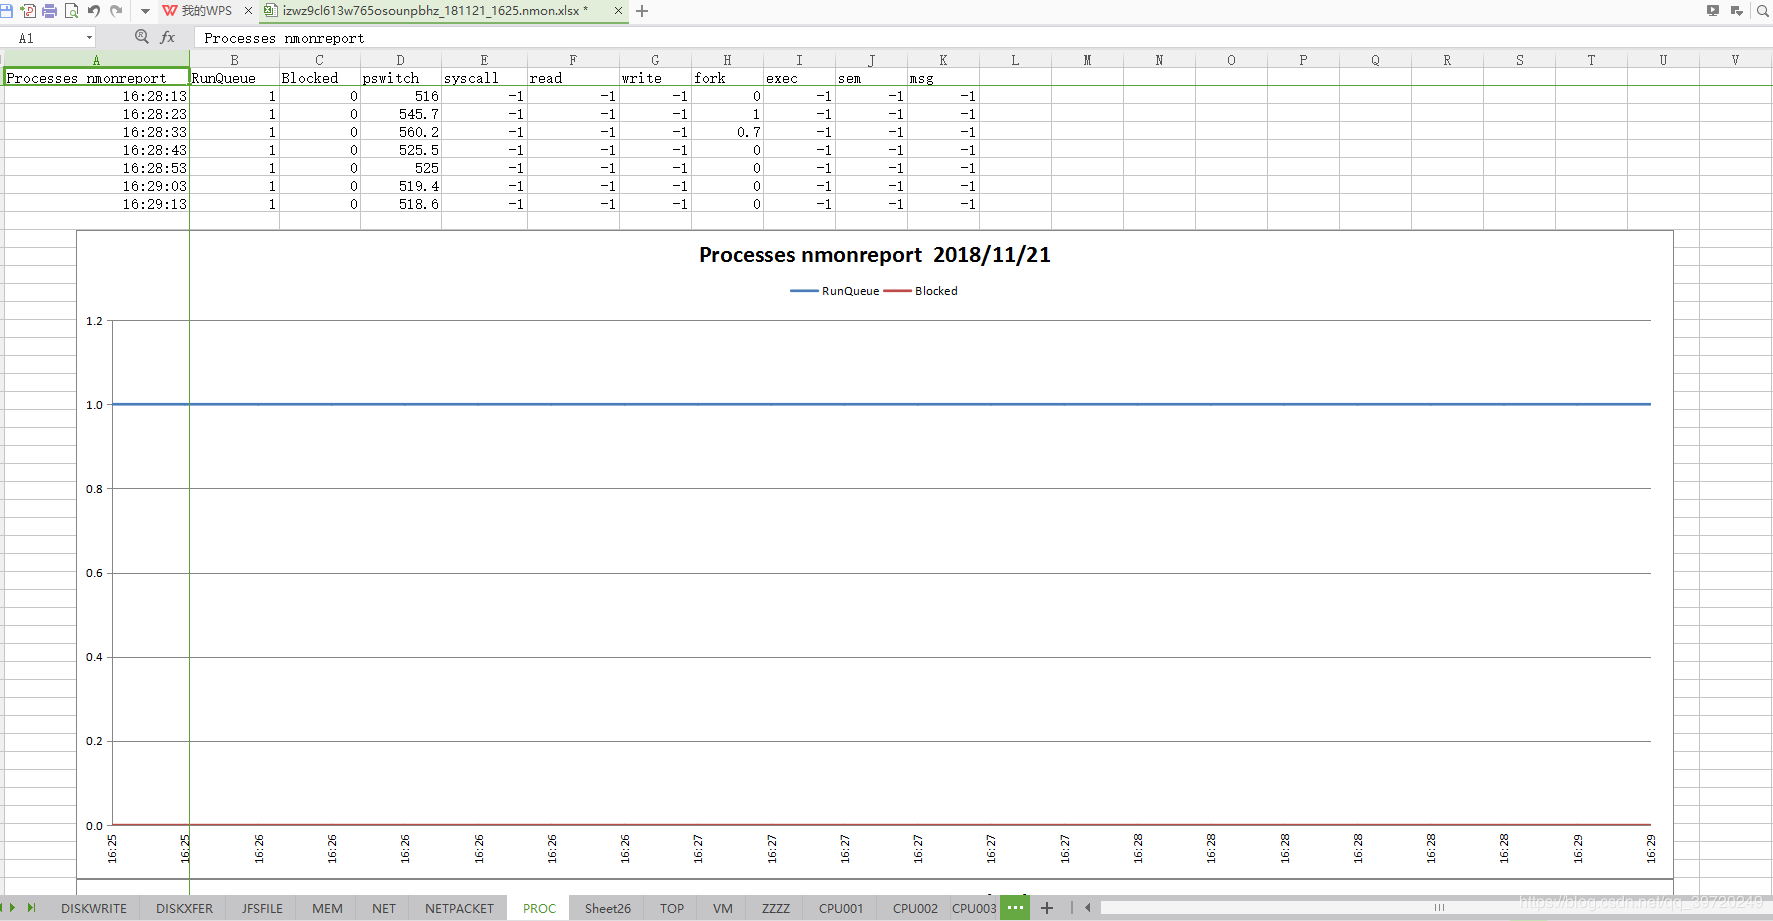 我的WPS izwz9cl613w765osounpbhz_181121_1625.nmon.xlsx *
A1 fx Processes nmonreport
A B C D E F G H I J K L M N O P Q R S T U V
Processes nmonreport RunQueue Blocked pswitch syscall read write fork exec sem msg
16:28:13 1 0 516 -1 -1 -1 0 -1 -1 -1
16:28:23 1 0 545.7 -1 -1 -1 1 -1 -1 -1
16:28:33 1 0 560.2 -1 -1 -1 0.7 -1 -1 -1
16:28:43 1 0 525.5 -1 -1 -1 0 -1 -1 -1
16:28:53 1 0 525 -1 -1 -1 0 -1 -1 -1
16:29:03 1 0 519.4 -1 -1 -1 0 -1 -1 -1
16:29:13 1 0 518.6 -1 -1 -1 0 -1 -1 -1
Processes nmonreport 2018/11/21
RunQueue Blocked
1.2
1.0
0.8
0.6
0.4
0.2
0.0
16:25 16:25 16:26 16:26 16:26 16:26 16:26 16:26 16:27 16:27 16:27 16:27 16:27 16:27 16:28 16:28 16:28 16:28 16:28 16:28 16:29 16:29
DISKWRITE DISKXFER JFSFILE MEM NET NETPACKET PROC Sheet26 TOP VM ZZZZ CPU001 CPU002 CPU003 ···
https://blog.csdn.net/qq_39720249